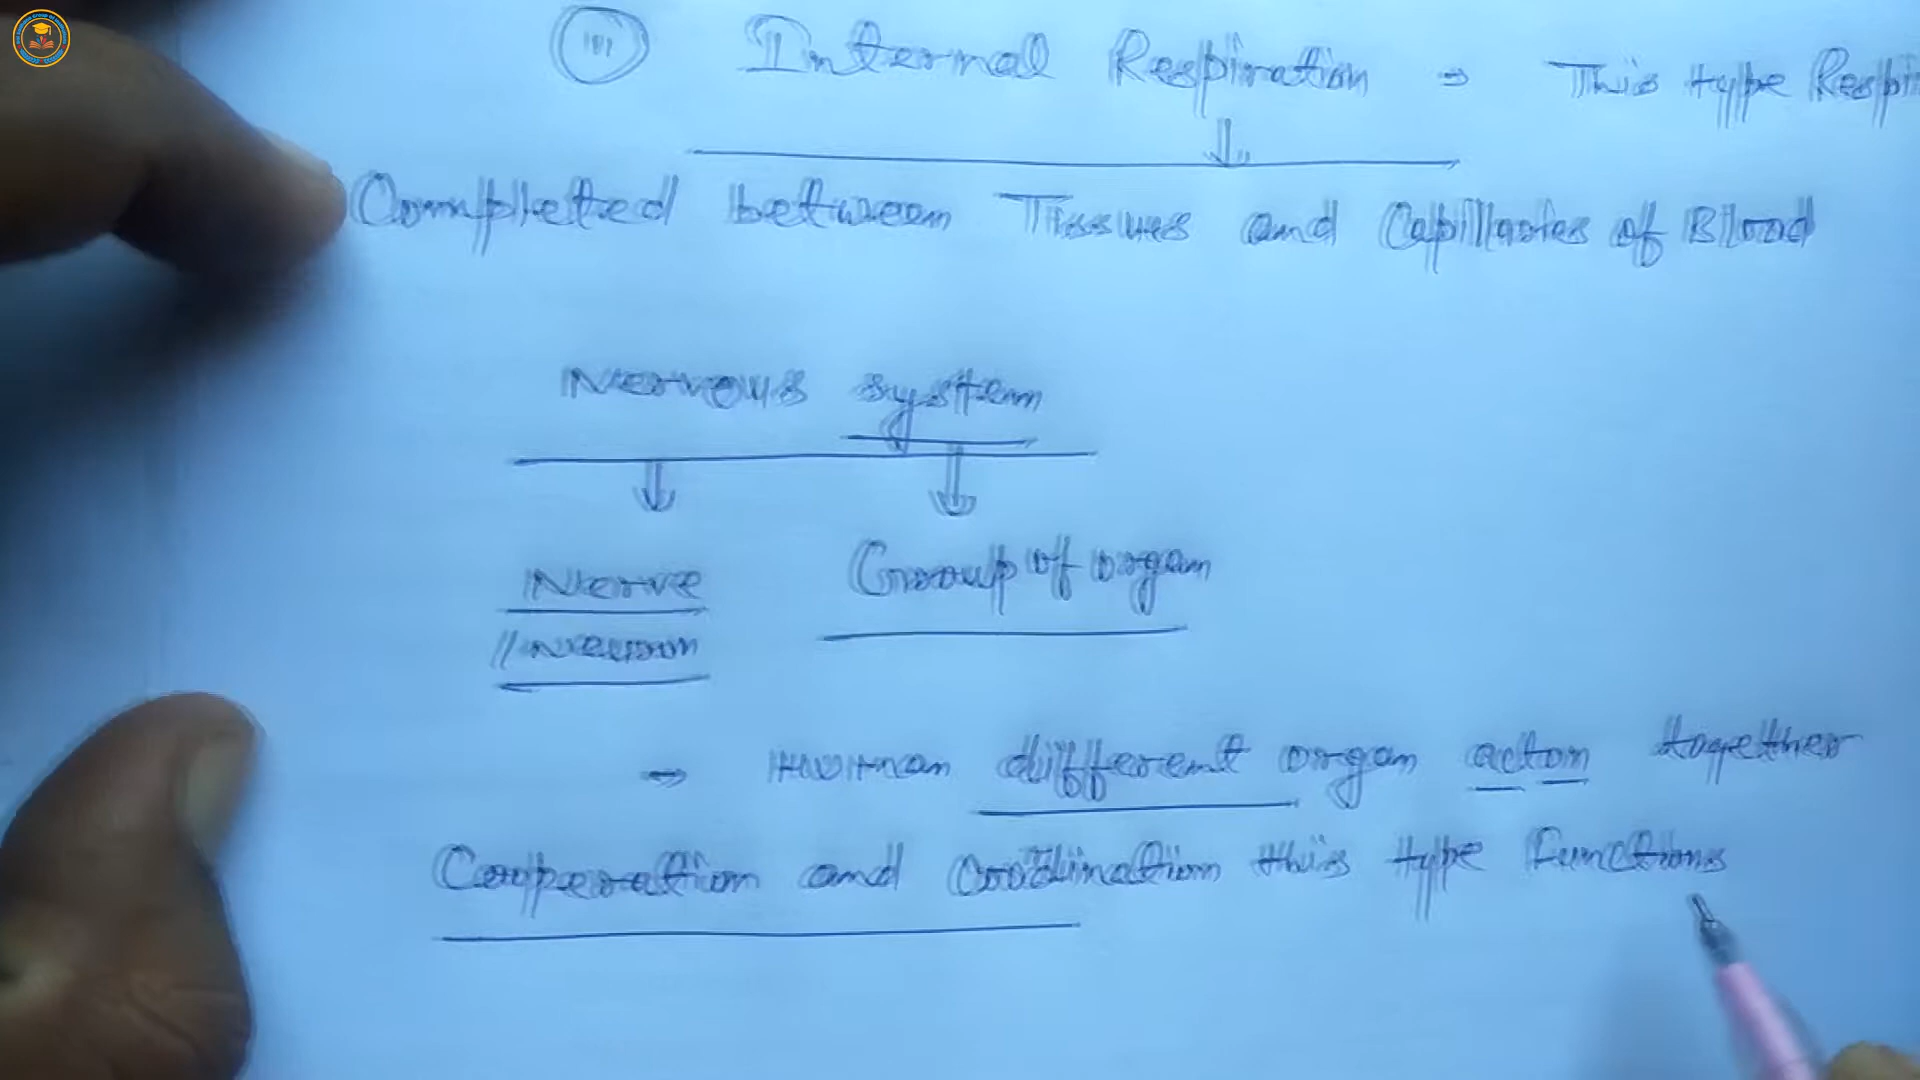 (iii) Internal Respiration → This type Respi
Completed between Tissues and Capillaries of Blood
Nervous system
Nerve Group of organ
//Neuron
→ Human different organ acton together
Cooperation and Coordination this type Functions